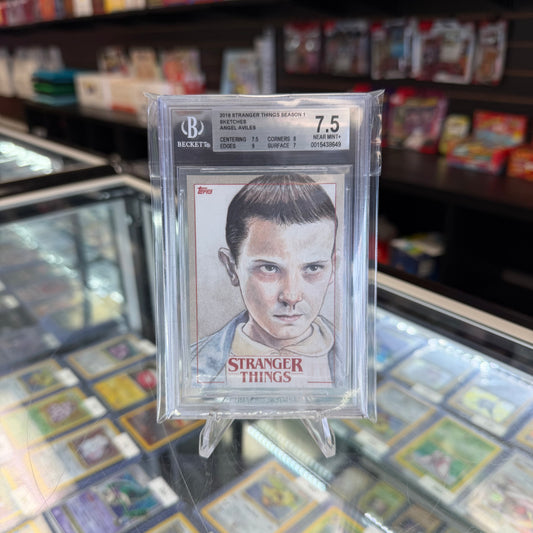 2018 STRANGER THINGS SEASON 1
SKETCHES
ANGEL AVILES
CENTERING 7.5 CORNERS 8
EDGES 9 SURFACE 7
7.5
NEAR MINT+
0015438649
B
BECKETT
Topps
STRANGER
THINGS